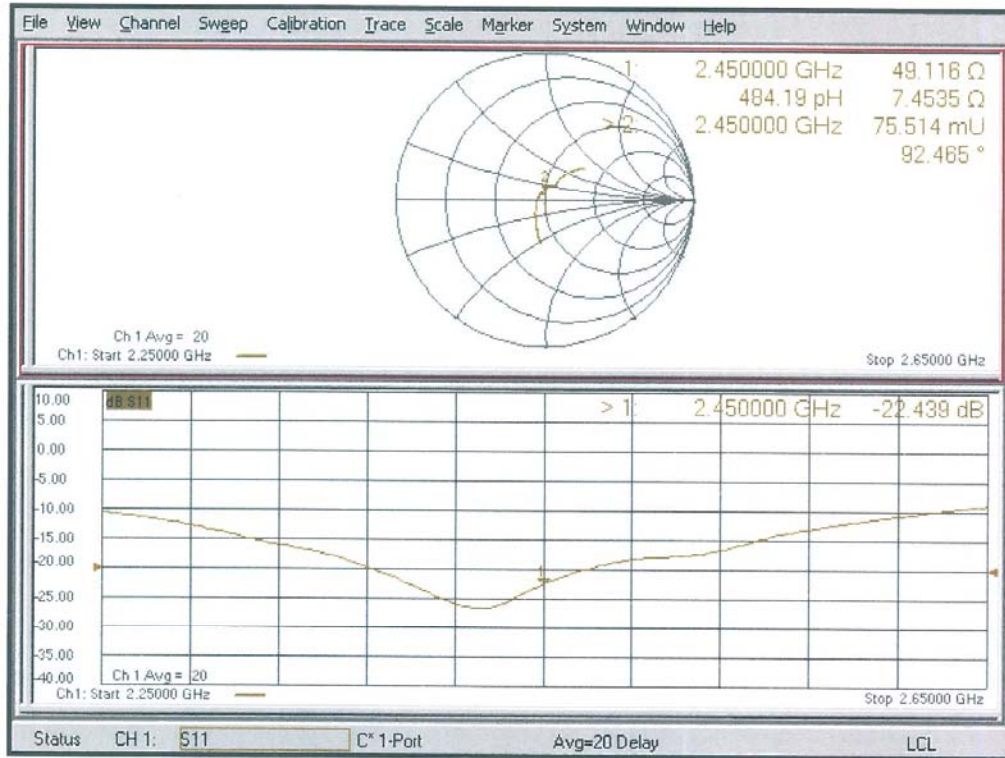 File View Channel Sweep Calibration Trace Scale Marker System Window Help
1: 2.450000 GHz 49.116 Ω
484.19 pH 7.4535 Ω
> 2: 2.450000 GHz 75.514 mU
92.465 °
2
Ch 1 Avg = 20
Ch1: Start 2.25000 GHz
Stop 2.65000 GHz
10.00
dB S11
> 1: 2.450000 GHz -22.439 dB
5.00
0.00
-5.00
-10.00
-15.00
-20.00
1
-25.00
-30.00
-35.00
-40.00
Ch 1 Avg = 20
Ch1: Start 2.25000 GHz
Stop 2.65000 GHz
Status CH 1: S11 C* 1-Port Avg=20 Delay LCL